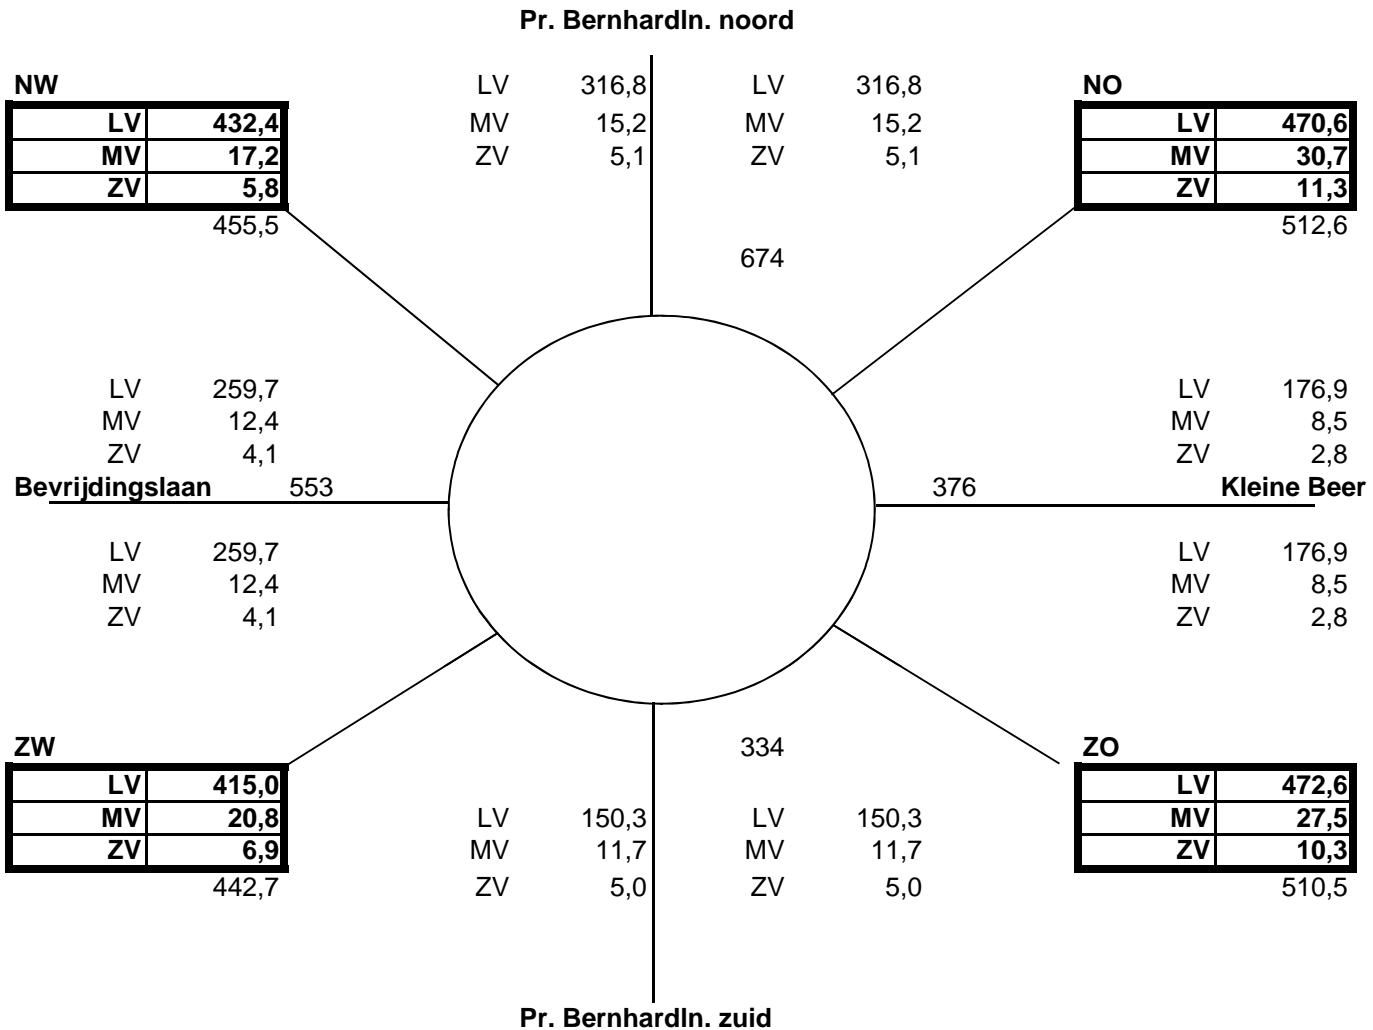 Pr. Bernhardln. noord
NW LV 316,8 LV 316,8 NO
LV 432,4 MV 15,2 MV 15,2 LV 470,6
MV 17,2 ZV 5,1 ZV 5,1 MV 30,7
ZV 5,8 ZV 11,3
455,5 512,6
674
LV 259,7 LV 176,9
MV 12,4 MV 8,5
ZV 4,1 ZV 2,8
Bevrijdingslaan 553 376 Kleine Beer
LV 259,7 LV 176,9
MV 12,4 MV 8,5
ZV 4,1 ZV 2,8
ZW 334 ZO
LV 415,0 LV 472,6
MV 20,8 LV 150,3 LV 150,3 MV 27,5
ZV 6,9 MV 11,7 MV 11,7 ZV 10,3
442,7 ZV 5,0 ZV 5,0 510,5
Pr. Bernhardln. zuid